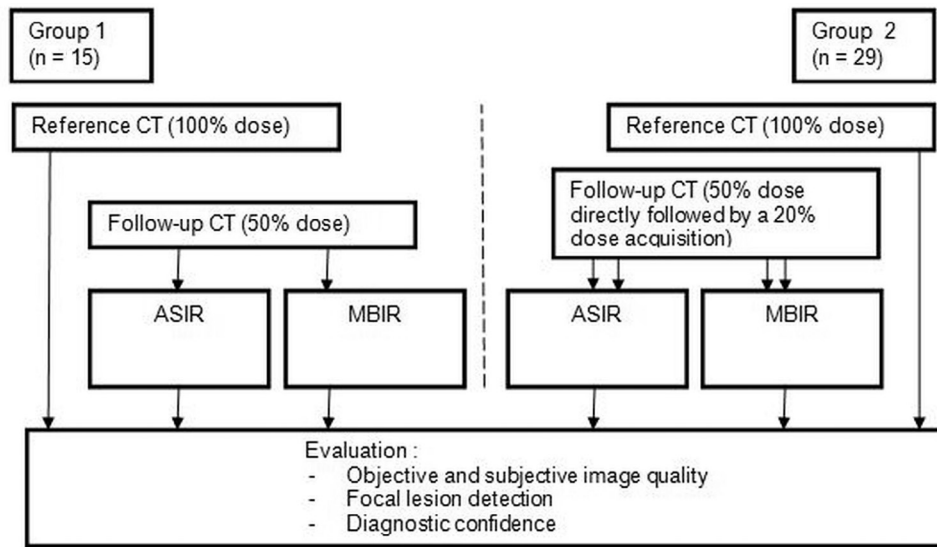 Group 1
(n = 15)
Group 2
(n = 29)
Reference CT (100% dose)
Reference CT (100% dose)
Follow-up CT (50% dose)
Follow-up CT (50% dose
directly followed by a 20%
dose acquisition)
ASIR
MBIR
ASIR
MBIR
Evaluation :
- Objective and subjective image quality
- Focal lesion detection
- Diagnostic confidence